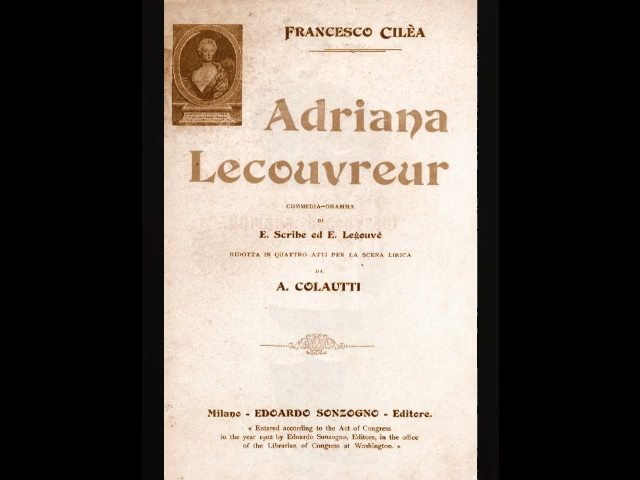 FRANCESCO CILÈA
Adriana
Lecouvreur
COMMEDIA-DRAMMA
DI
E. Scribe ed E. Legouvé
RIDOTTA IN QUATTRO ATTI PER LA SCENA LIRICA
DA
A. COLAUTTI
Milano - EDOARDO SONZOGNO - Editore.
« Entered according to the Act of Congress
in the year 1902 by Edoardo Sonzogno, Editore, in the office
of the Librarian of Congress at Washington. »